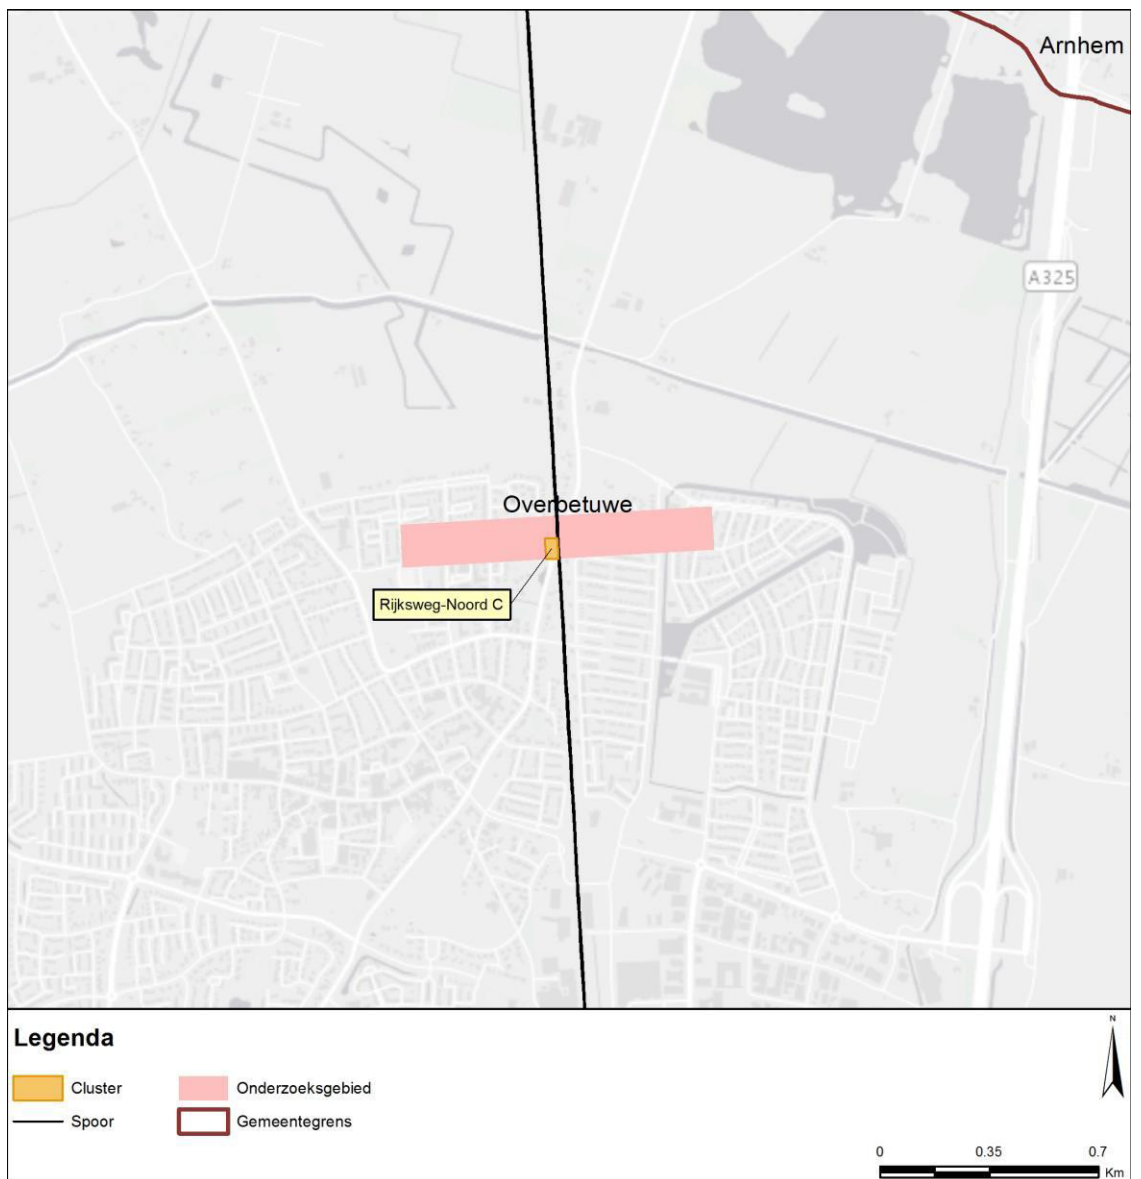 Arnhem
A325
Overbetuwe
Rijksweg-Noord C
Legenda
Cluster
Onderzoeksgebied
Spoor
Gemeentegrens
N
0 0.35 0.7
Km